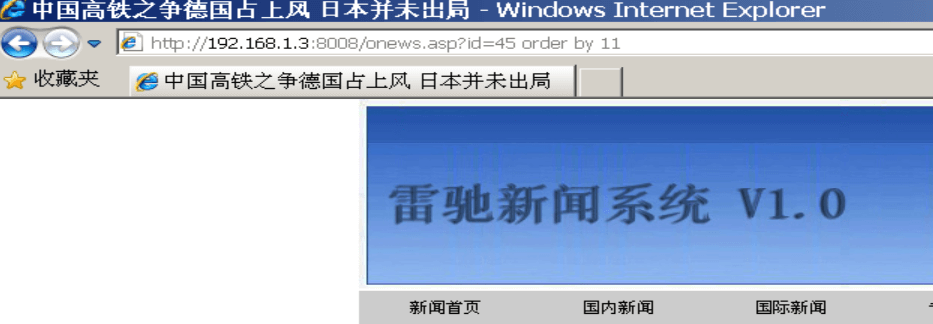 中国高铁之争德国占上风 日本并未出局 - Windows Internet Explorer
http://192.168.1.3:8008/onews.asp?id=45 order by 11
收藏夹 中国高铁之争德国占上风 日本并未出局
雷驰新闻系统 V1.0
新闻首页 国内新闻 国际新闻